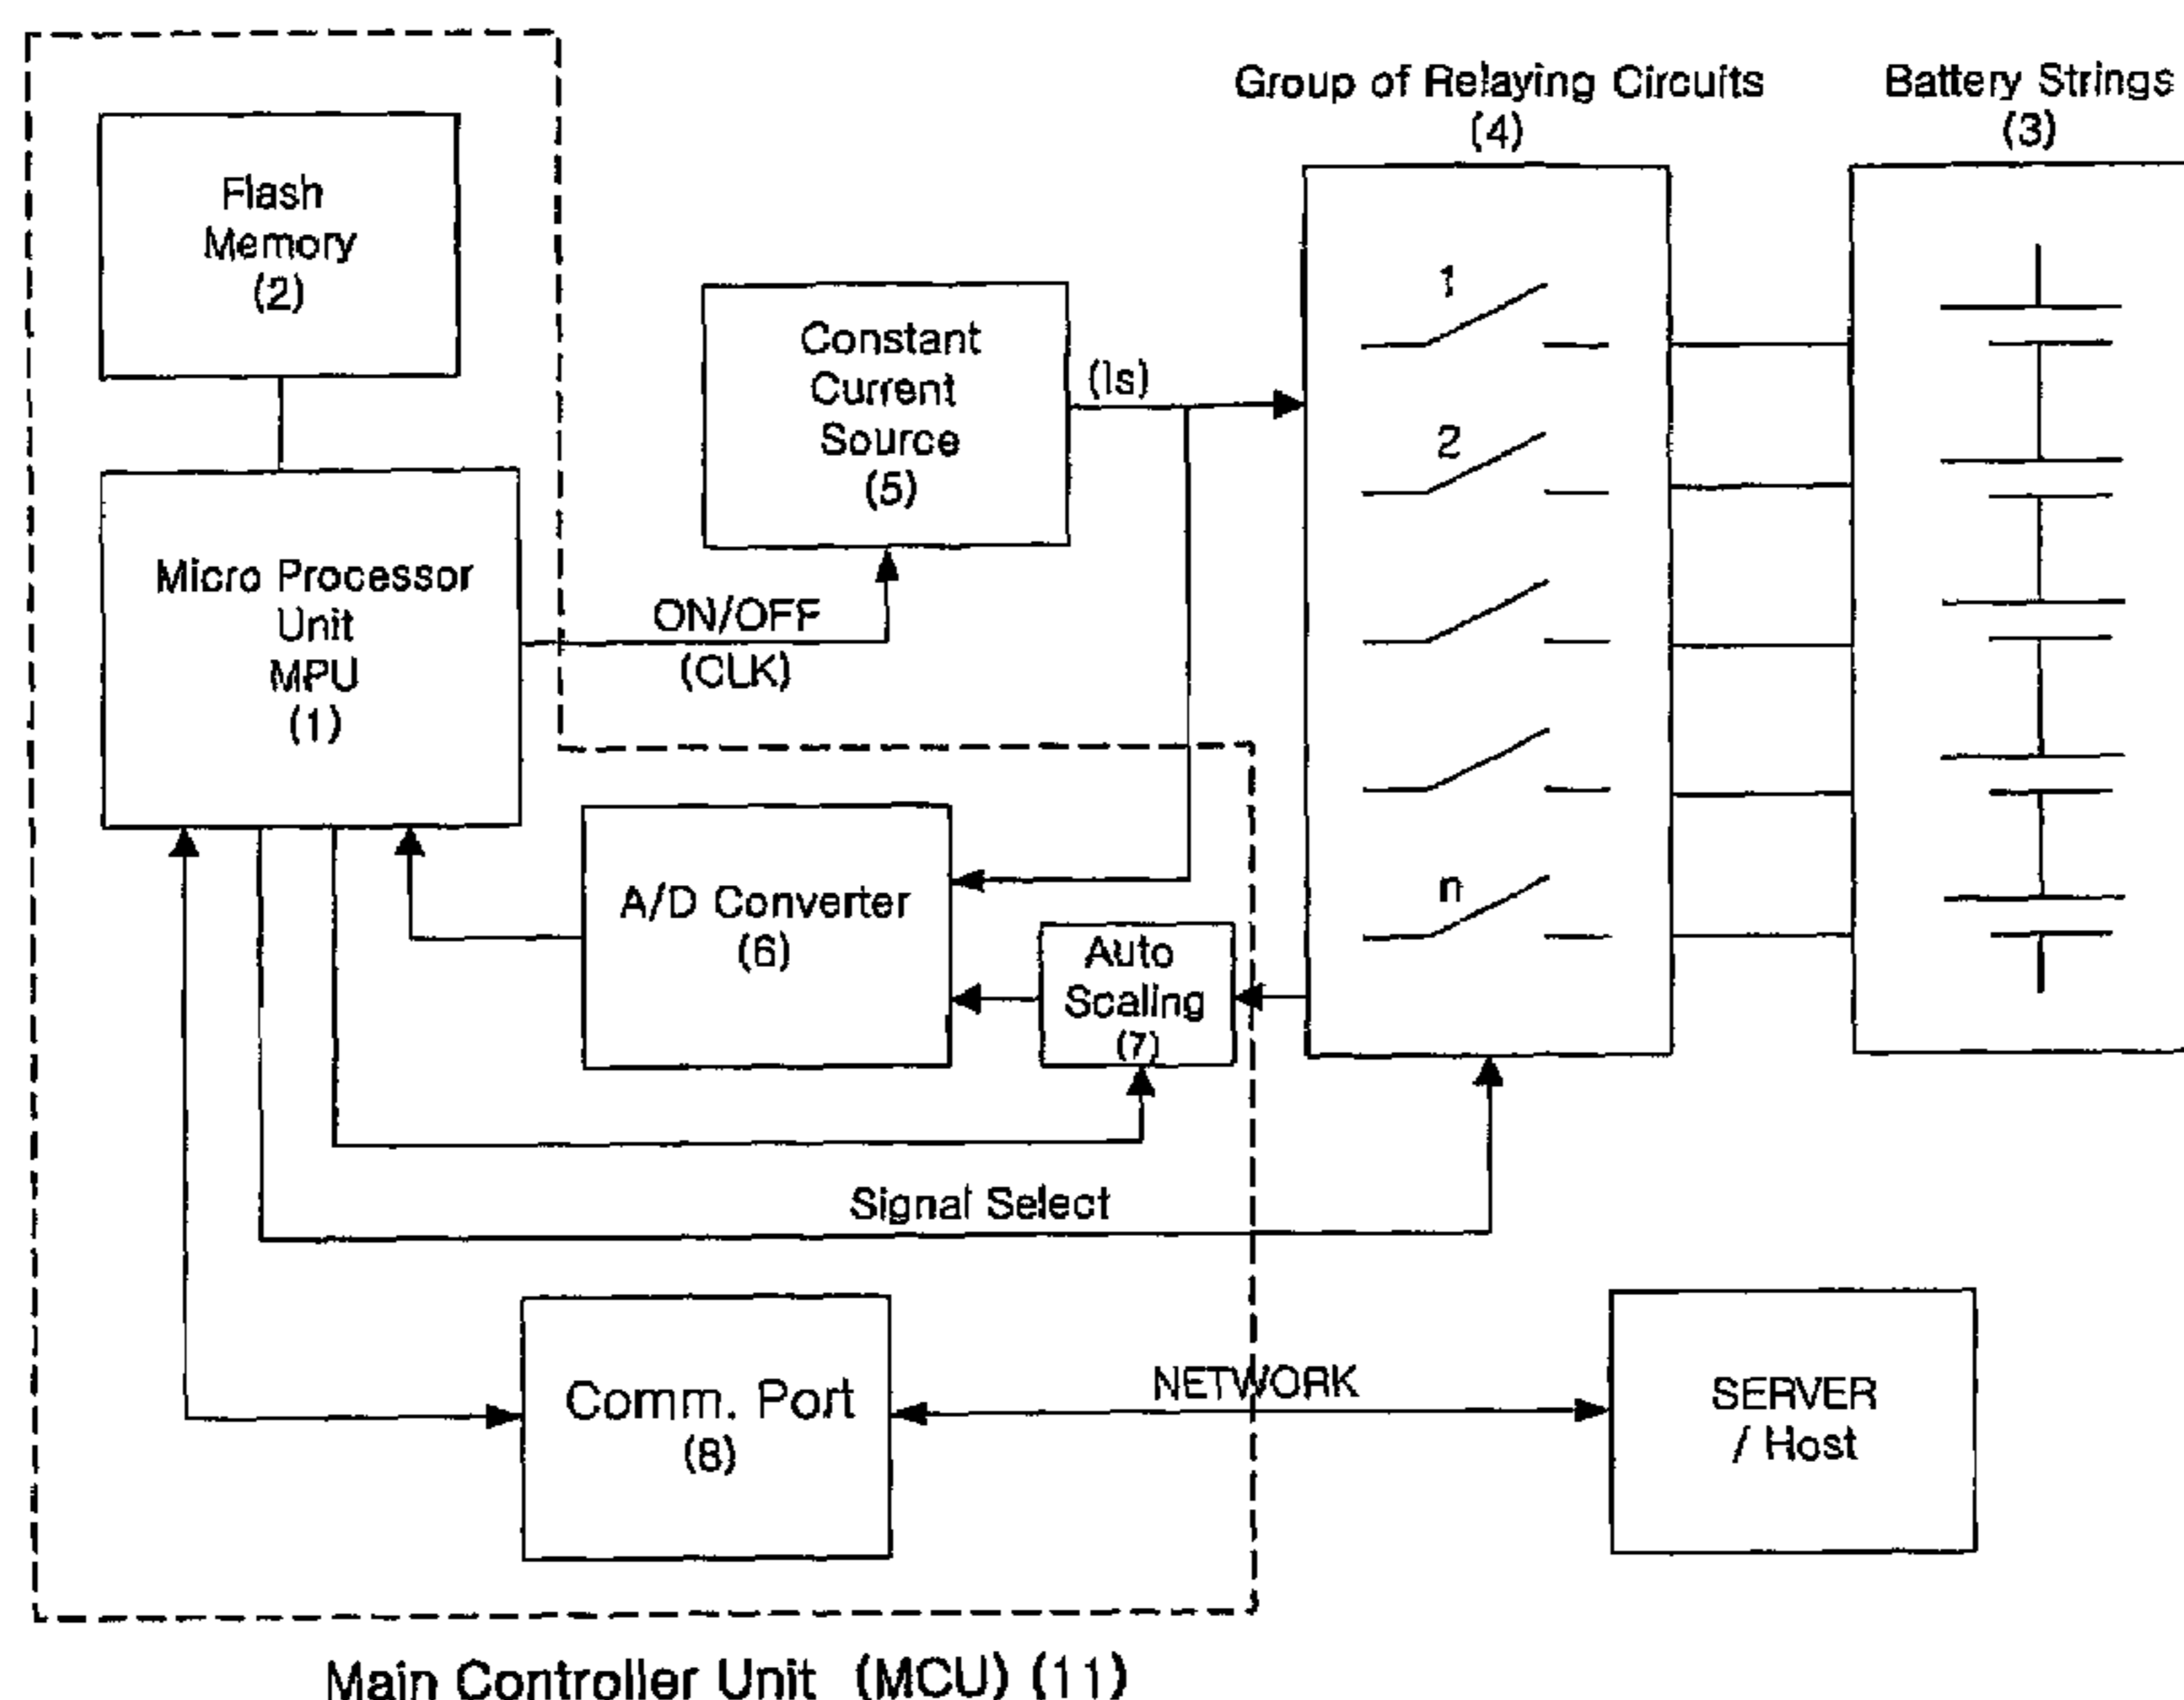 Group of Relaying Circuits
(4)
Battery Strings
(3)
Flash
Memory
(2)
Constant
Current
Source
(5)
(Is)
1
2
n
Micro Processor
Unit
MPU
(1)
ON/OFF
(CLK)
A/D Converter
(6)
Auto
Scaling
(7)
Signal Select
Comm. Port
(8)
NETWORK
SERVER
/ Host
Main Controller Unit (MCU) (11)